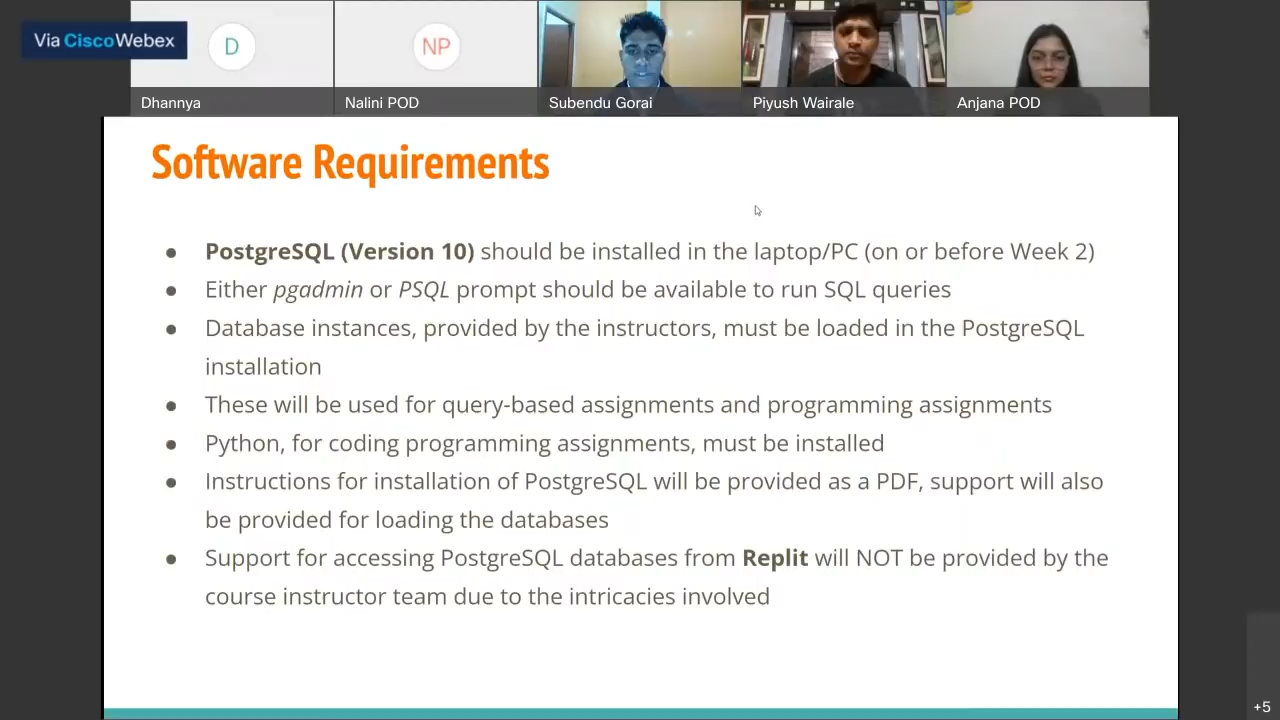 Via CiscoWebex
D
NP
Dhannya
Nalini POD
Subendu Gorai
Piyush Wairale
Anjana POD
Software Requirements
● PostgreSQL (Version 10) should be installed in the laptop/PC (on or before Week 2)
● Either pgadmin or PSQL prompt should be available to run SQL queries
● Database instances, provided by the instructors, must be loaded in the PostgreSQL
installation
● These will be used for query-based assignments and programming assignments
● Python, for coding programming assignments, must be installed
● Instructions for installation of PostgreSQL will be provided as a PDF, support will also
be provided for loading the databases
● Support for accessing PostgreSQL databases from Replit will NOT be provided by the
course instructor team due to the intricacies involved
+5